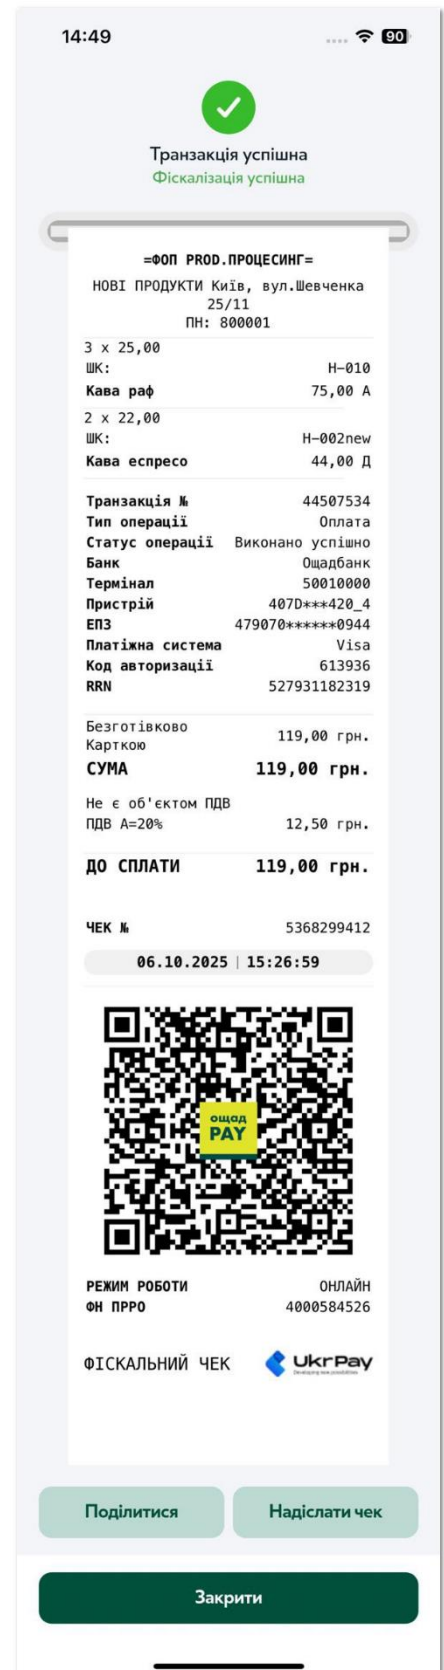 14:49
90
Транзакція успішна
Фіскалізація успішна
=ФОП PROD.ПРОЦЕСИНГ=
НОВІ ПРОДУКТИ Київ, вул.Шевченка
25/11
ПН: 800001
3 x 25,00
ШК: Н-010
Кава раф 75,00 А
2 x 22,00
ШК: Н-002new
Кава еспресо 44,00 Д
Транзакція № 44507534
Тип операції Оплата
Статус операції Виконано успішно
Банк Ощадбанк
Термінал 50010000
Пристрій 407D***420_4
ЕПЗ 479070******0944
Платіжна система Visa
Код авторизації 613936
RRN 527931182319
Безготівково
Карткою 119,00 грн.
СУМА 119,00 грн.
Не є об'єктом ПДВ
ПДВ А=20% 12,50 грн.
ДО СПЛАТИ 119,00 грн.
ЧЕК № 5368299412
06.10.2025 | 15:26:59
ощад
PAY
РЕЖИМ РОБОТИ ОНЛАЙН
ФН ПРРО 4000584526
ФІСКАЛЬНИЙ ЧЕК UkrPay
Developing new possibilities
Поділитися Надіслати чек
Закрити